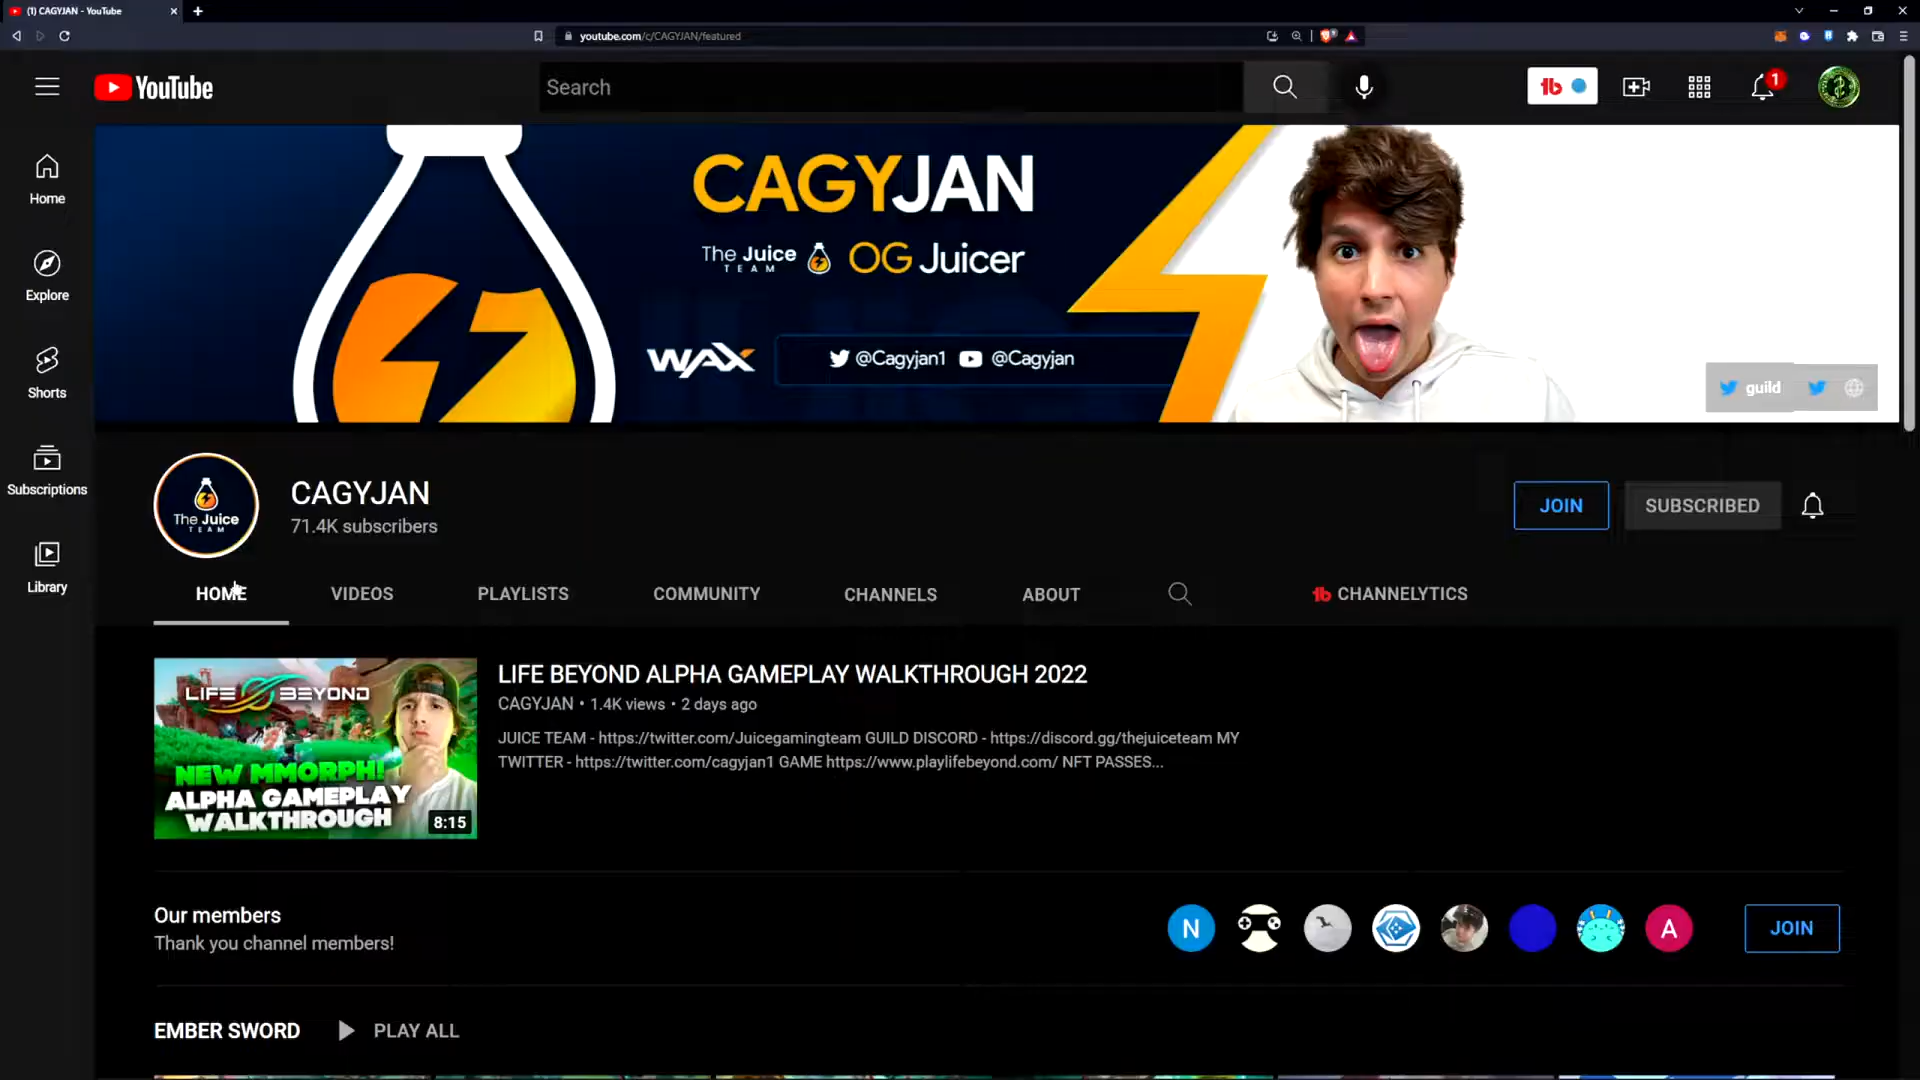 (1) CAGYJAN - YouTube
youtube.com/c/CAGYJAN/featured
YouTube
Search
1
CAGYJAN
The Juice TEAM OG Juicer
WAX @Cagyjan1 @Cagyjan
guild
Home
Explore
Shorts
Subscriptions
Library
The Juice
TEAM
CAGYJAN
71.4K subscribers
JOIN SUBSCRIBED
HOME VIDEOS PLAYLISTS COMMUNITY CHANNELS ABOUT CHANNELYTICS
LIFE BEYOND
NEW MMORPH!
ALPHA GAMEPLAY
WALKTHROUGH
8:15
LIFE BEYOND ALPHA GAMEPLAY WALKTHROUGH 2022
CAGYJAN • 1.4K views • 2 days ago
JUICE TEAM - https://twitter.com/Juicegamingteam GUILD DISCORD - https://discord.gg/thejuiceteam MY
TWITTER - https://twitter.com/cagyjan1 GAME https://www.playlifebeyond.com/ NFT PASSES...
Our members
Thank you channel members!
N A JOIN
EMBER SWORD PLAY ALL